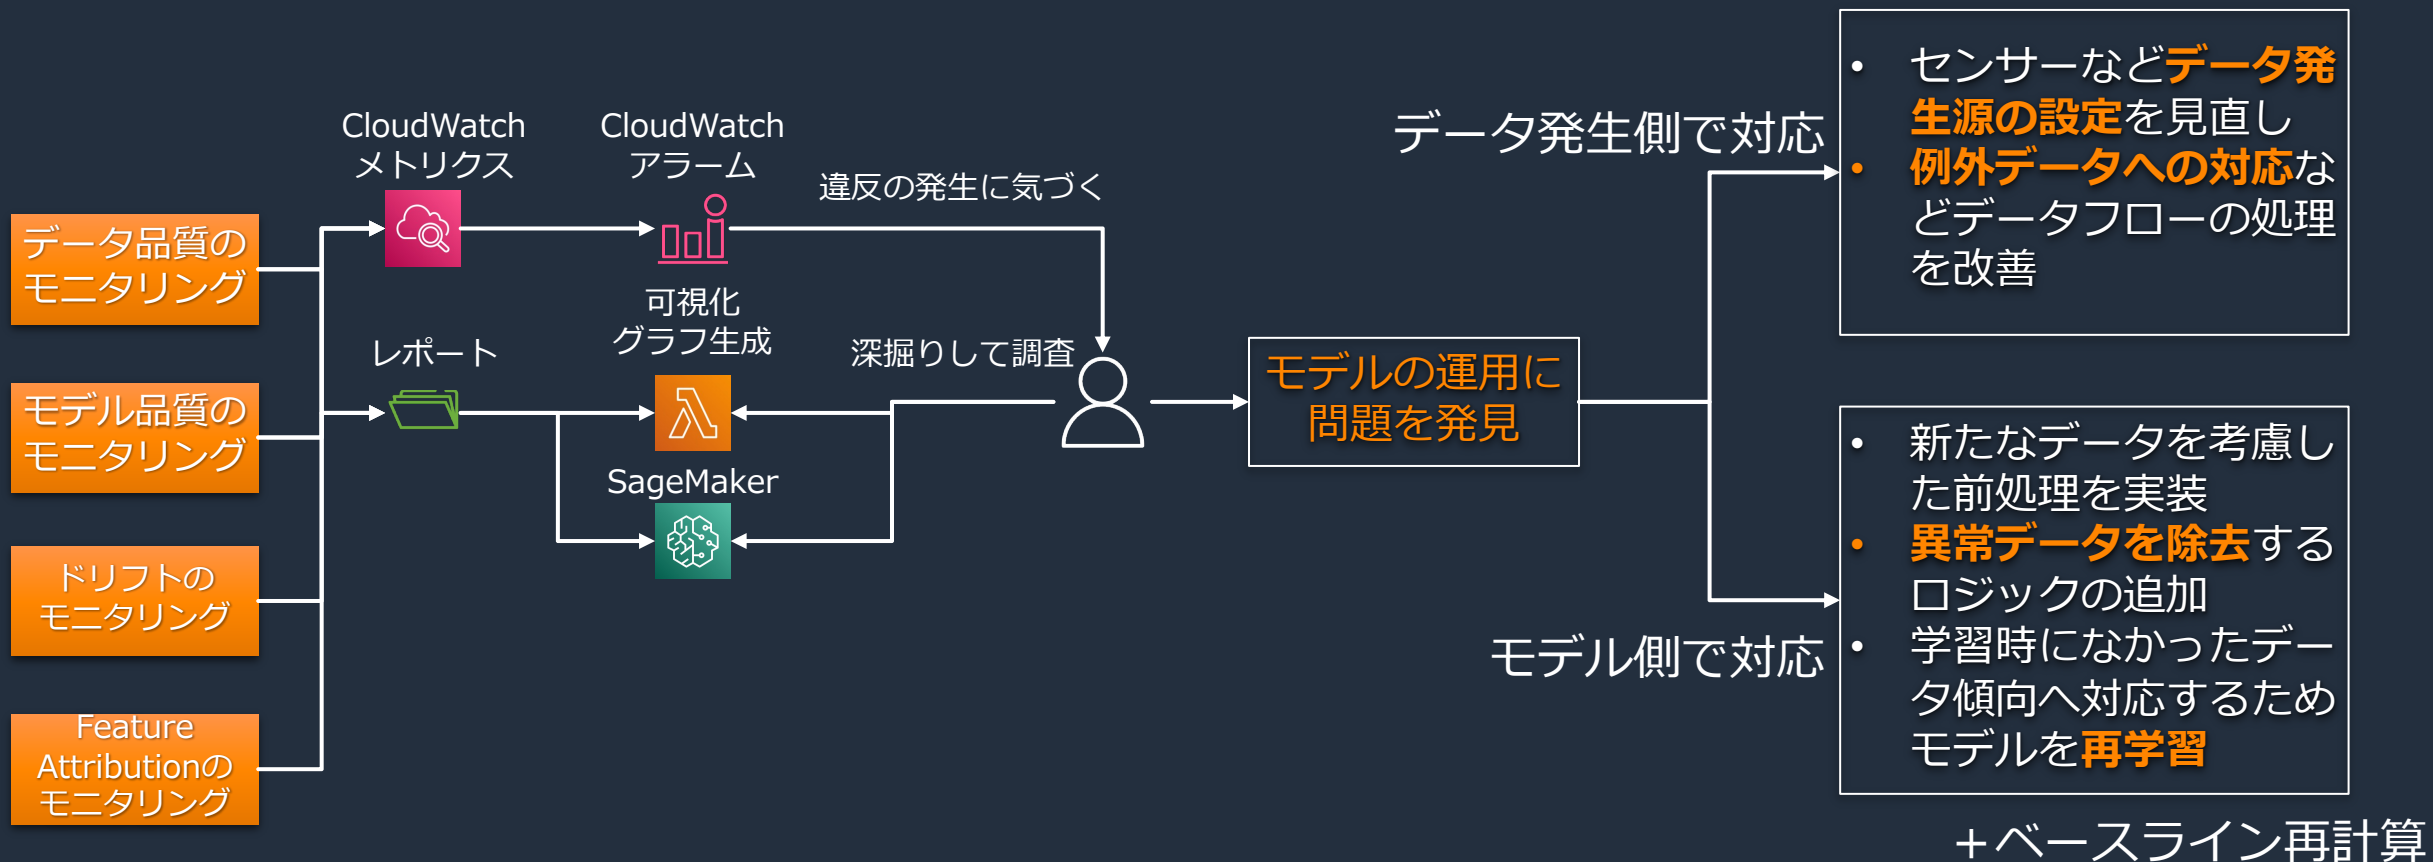 データ品質の
モニタリング
モデル品質の
モニタリング
ドリフトの
モニタリング
Feature
Attributionの
モニタリング
CloudWatch
メトリクス
レポート
CloudWatch
アラーム
可視化
グラフ生成
SageMaker
違反の発生に気づく
深掘りして調査
モデルの運用に
問題を発見
データ発生側で対応
• センサーなどデータ発
生源の設定を見直し
• 例外データへの対応な
どデータフローの処理
を改善
モデル側で対応
• 新たなデータを考慮し
た前処理を実装
• 異常データを除去する
ロジックの追加
• 学習時になかったデー
タ傾向へ対応するため
モデルを再学習
＋ベースライン再計算